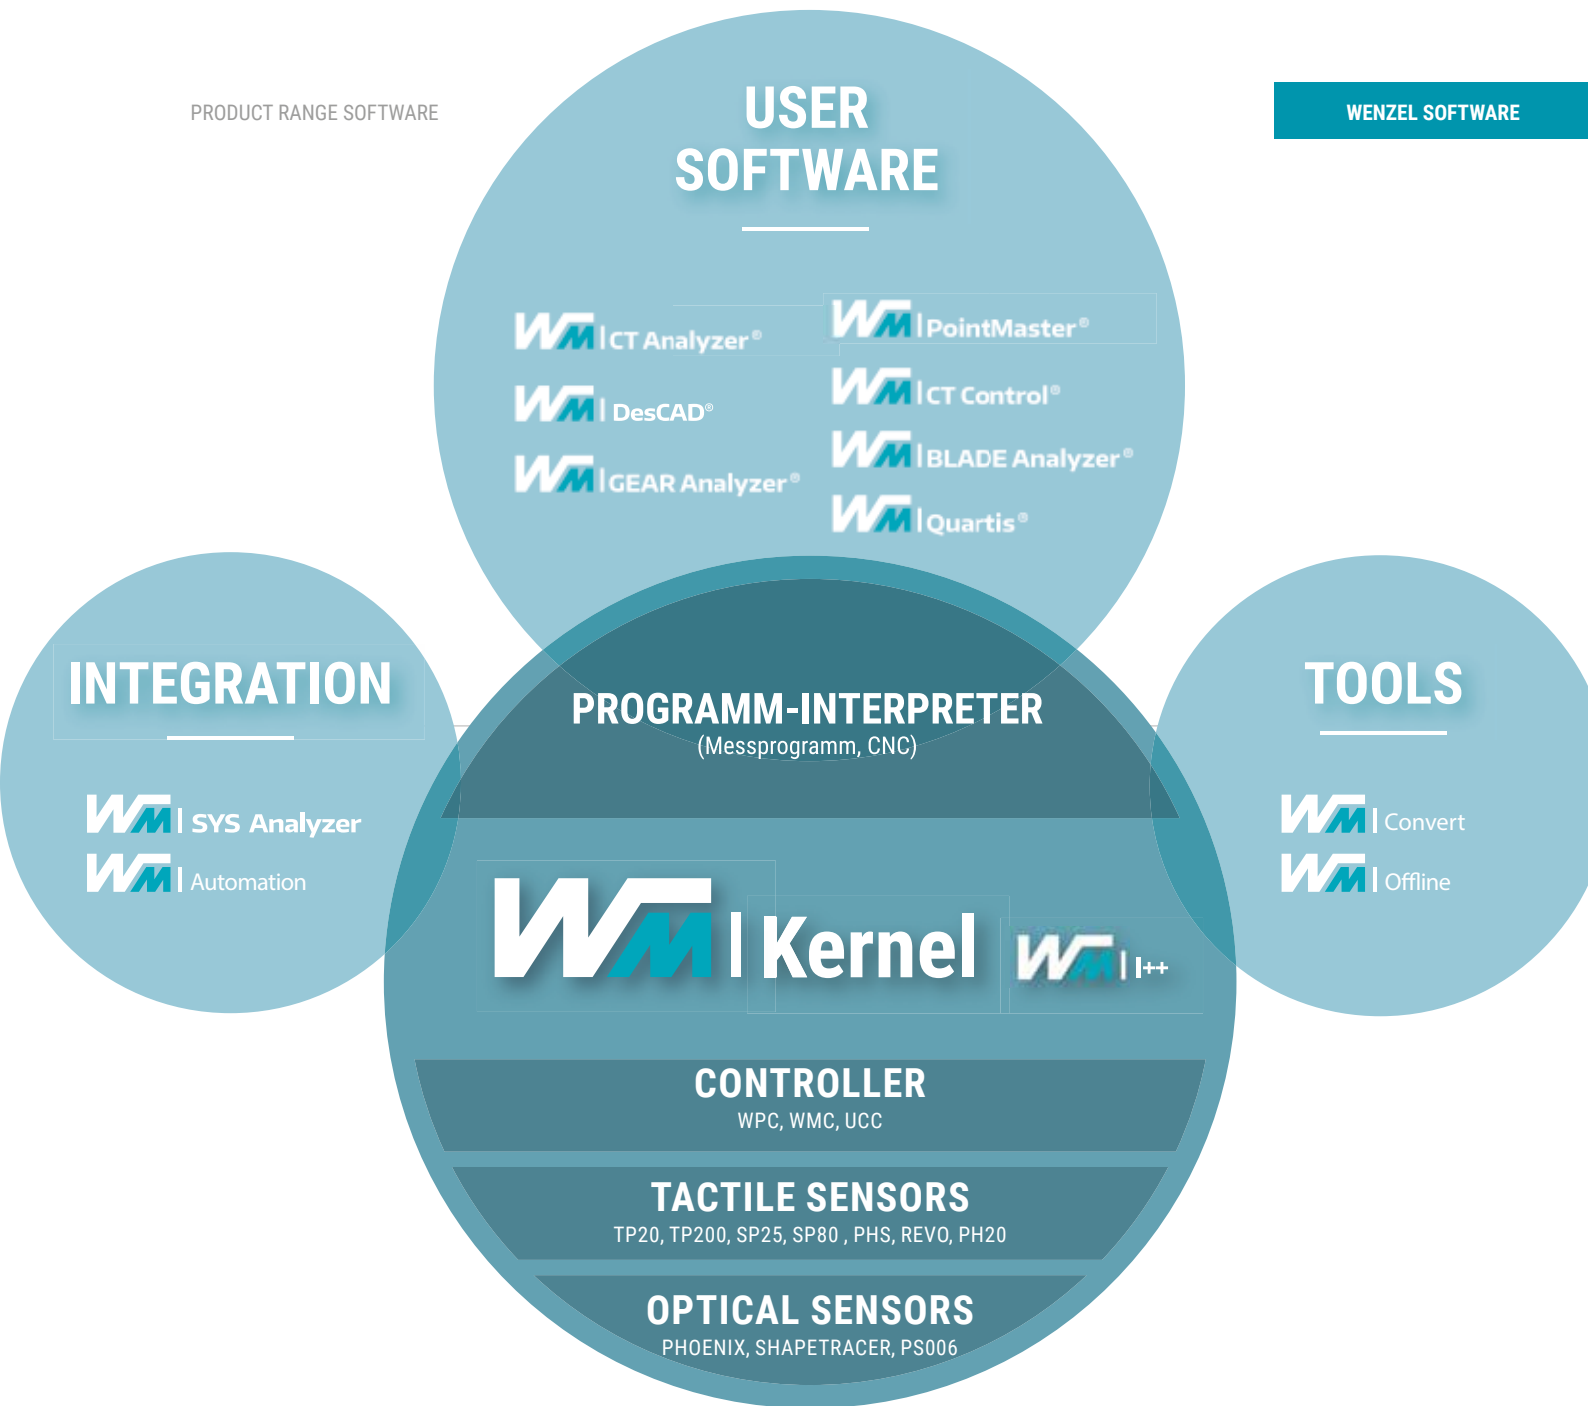 PRODUCT RANGE SOFTWARE
WENZEL SOFTWARE
USER
SOFTWARE
WM | CT Analyzer®
WM | PointMaster®
WM | DesCAD®
WM | CT Control®
WM | GEAR Analyzer®
WM | BLADE Analyzer®
WM | Quartis®
INTEGRATION
WM | SYS Analyzer
WM | Automation
TOOLS
WM | Convert
WM | Offline
PROGRAMM-INTERPRETER
(Messprogramm, CNC)
WM | Kernel
WM | I++
CONTROLLER
WPC, WMC, UCC
TACTILE SENSORS
TP20, TP200, SP25, SP80 , PHS, REVO, PH20
OPTICAL SENSORS
PHOENIX, SHAPETRACER, PS006